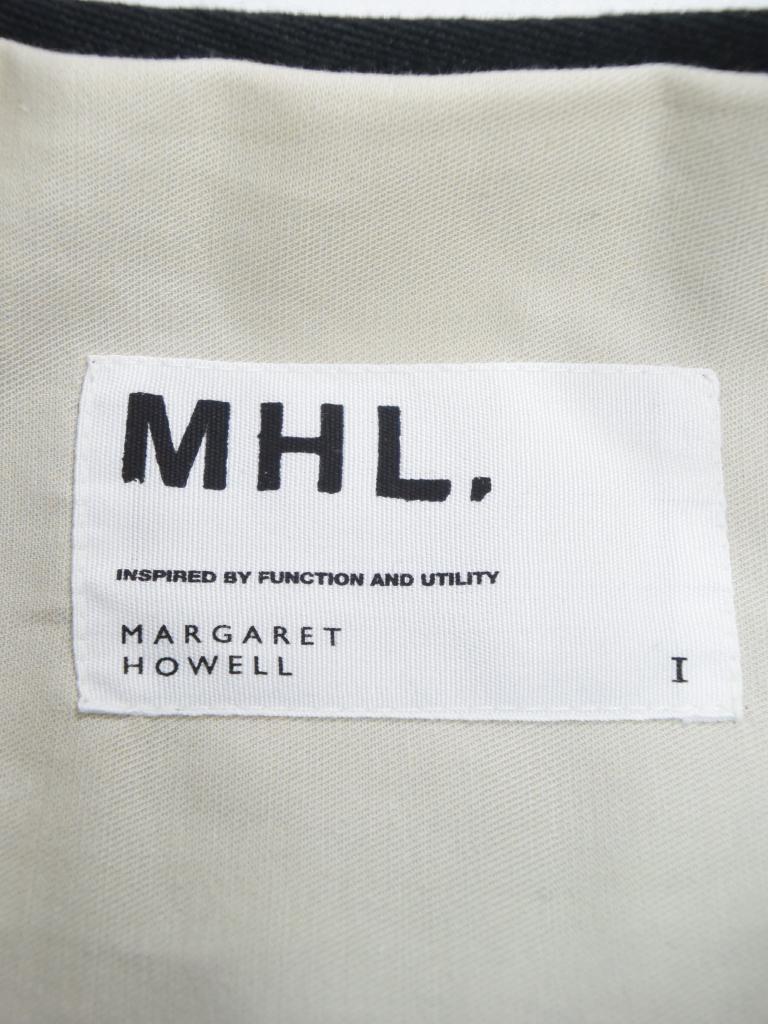 MHL.
INSPIRED BY FUNCTION AND UTILITY
MARGARET
HOWELL
I